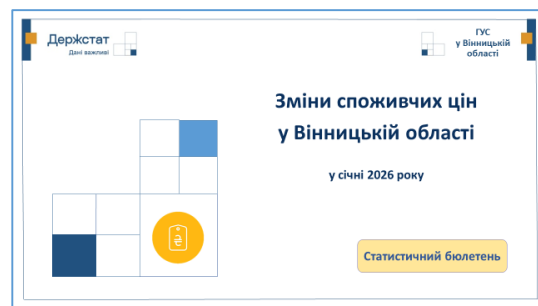 Держстат
Дані важливі
ГУС
у Вінницькій
області
Зміни споживчих цін
у Вінницькій області
у січні 2026 року
Статистичний бюлетень